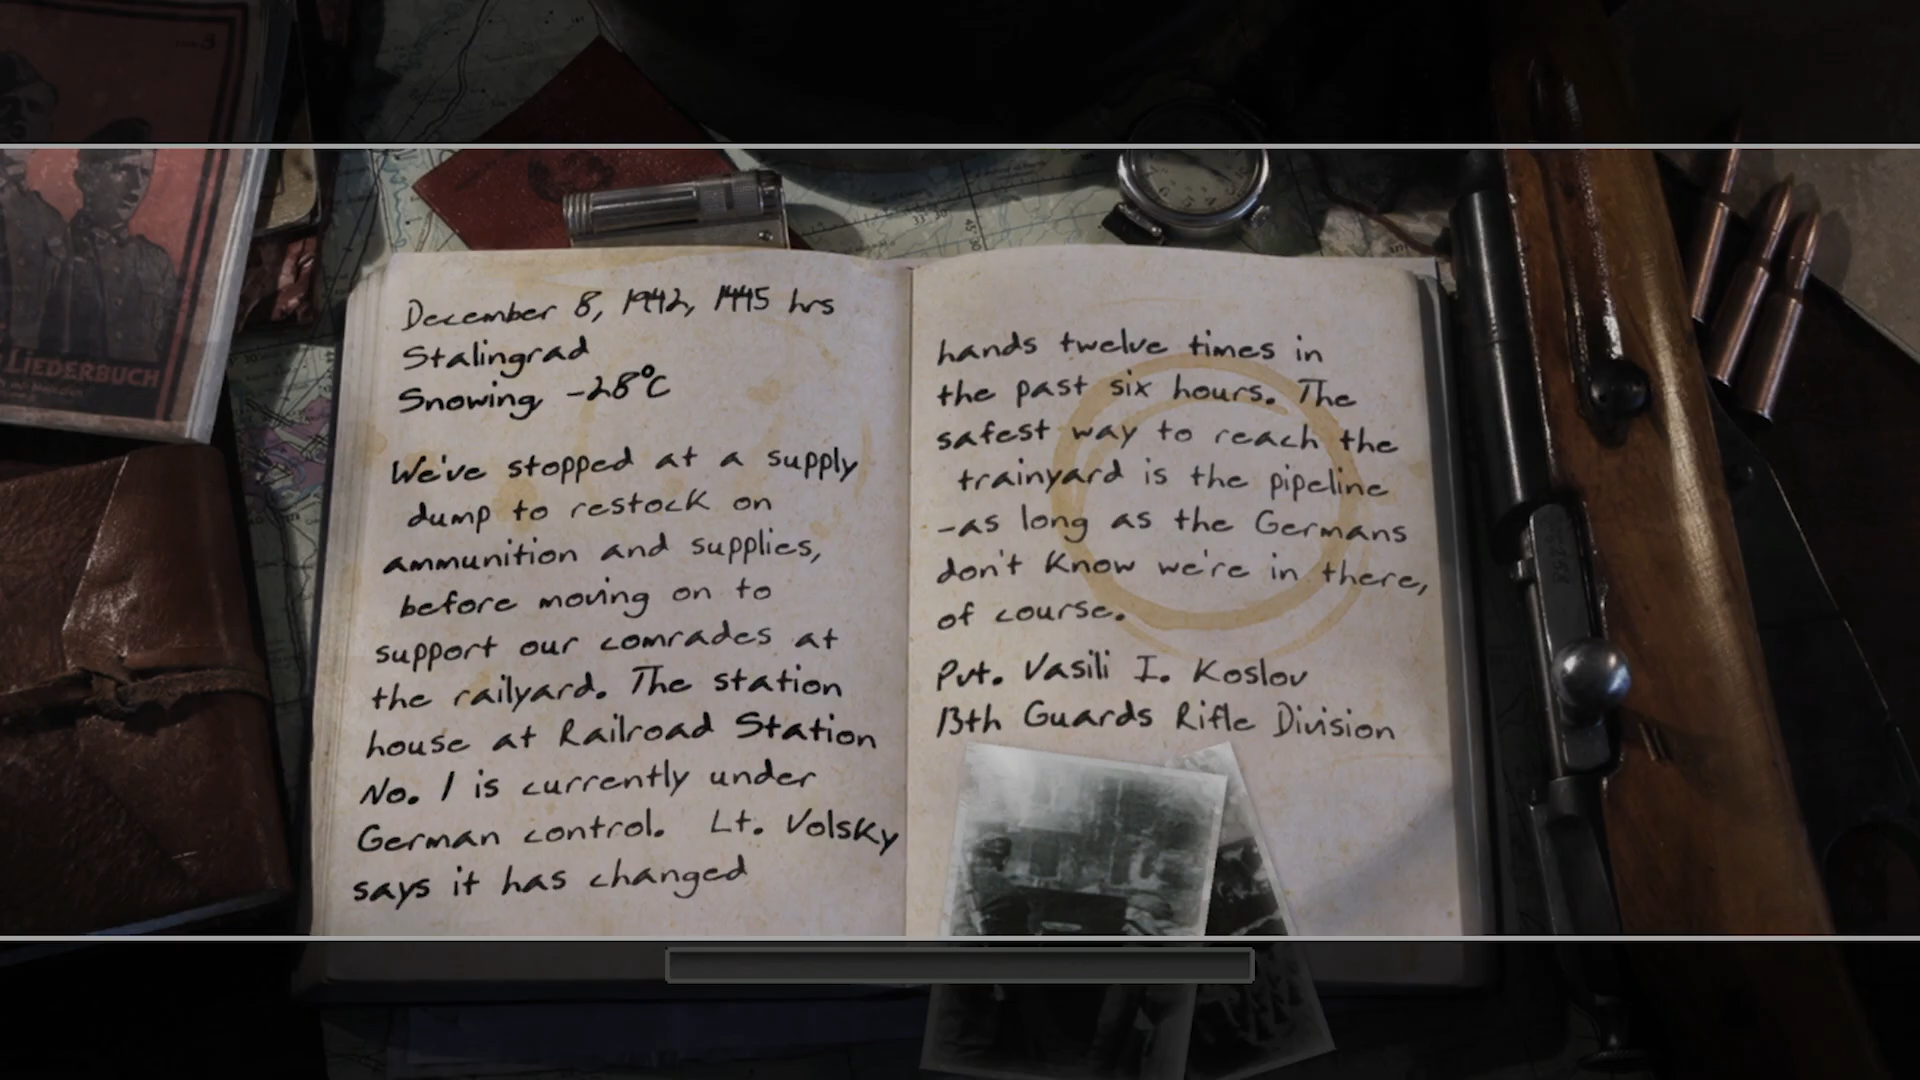 3
LIEDERBUCH
33° 30'
45°
December 8, 1942, 1445 hrs
Stalingrad
Snowing, -28°C
We've stopped at a supply
dump to restock on
ammunition and supplies,
before moving on to
support our comrades at
the railyard. The station
house at Railroad Station
No. 1 is currently under
German control. Lt. Volsky
says it has changed
hands twelve times in
the past six hours. The
safest way to reach the
trainyard is the pipeline
-as long as the Germans
don't know we're in there,
of course.
Pvt. Vasili I. Koslov
13th Guards Rifle Division